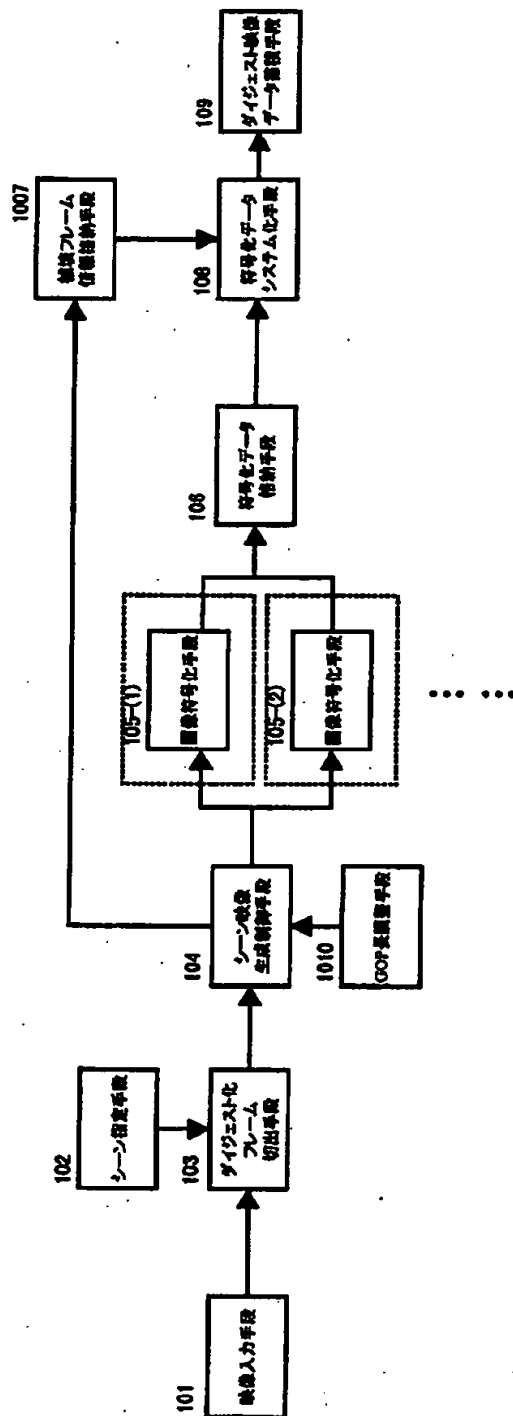 101
映像入力手段
102
シーン指定手段
103
ダイジェスト化
フレーム
切出手段
104
シーン映像
生成制御手段
1010
GOP長調整手段
105-(1)
画像符号化手段
105-(2)
画像符号化手段
106
符号化データ
格納手段
1007
フレーム
情報格納手段
108
符号化データ
システム化手段
109
ダイジェスト映像
データ蓄積手段